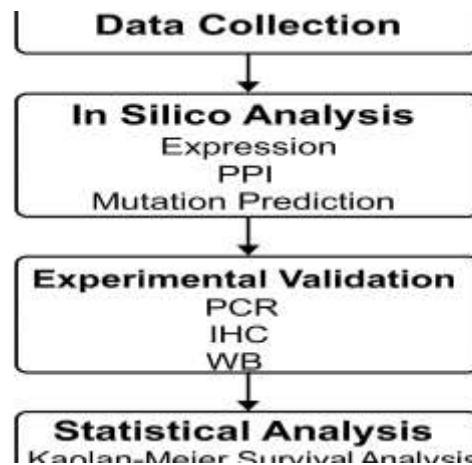 Data Collection
In Silico Analysis
Expression
PPI
Mutation Prediction
Experimental Validation
PCR
IHC
WB
Statistical Analysis
Kaplan-Meier Survival Analysis